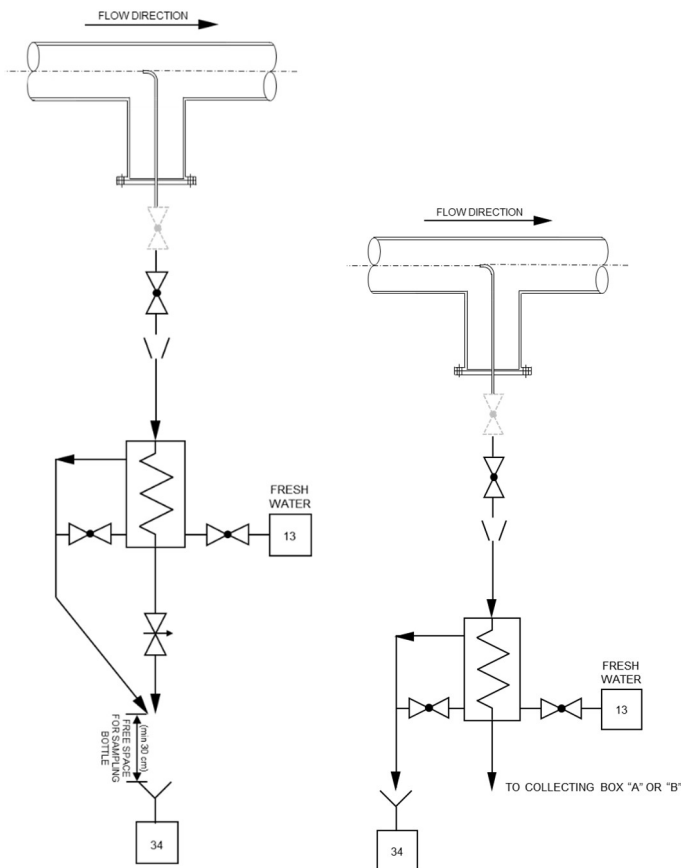 FLOW DIRECTION
FRESH
WATER
13
(min 30 cm)
FREE SPACE
FOR SAMPLING
BOTTLE
34
FLOW DIRECTION
FRESH
WATER
13
TO COLLECTING BOX "A" OR "B"
34